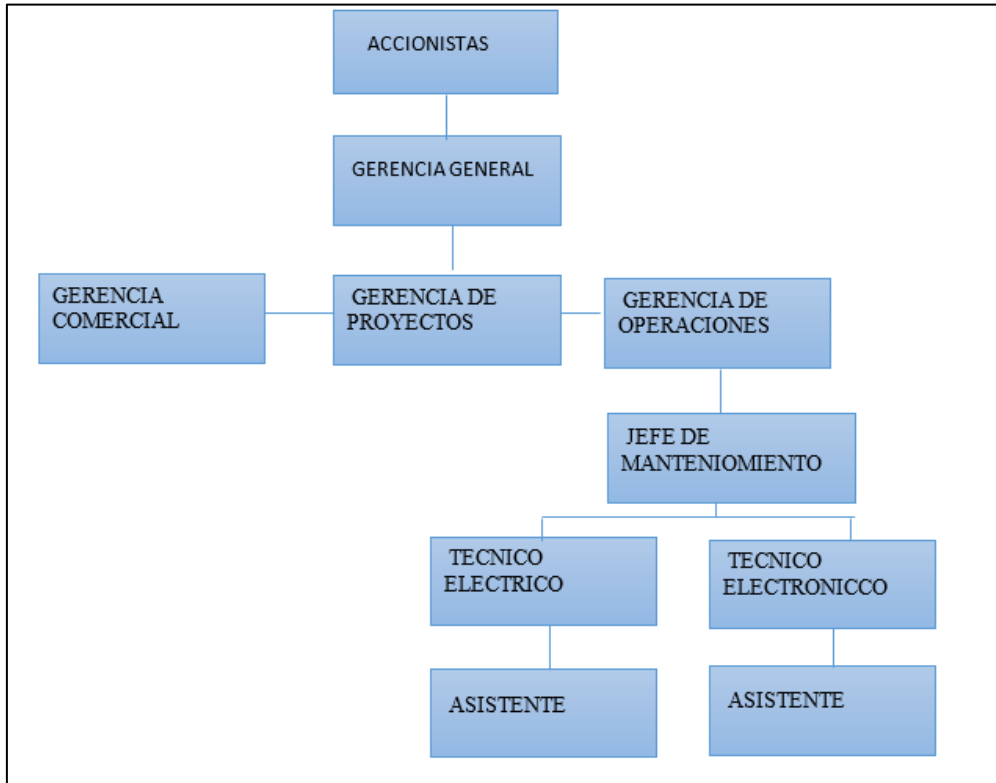 ACCIONISTAS
GERENCIA GENERAL
GERENCIA
COMERCIAL
GERENCIA DE
PROYECTOS
GERENCIA DE
OPERACIONES
JEFE DE
MANTENIOMIENTO
TECNICO
ELECTRICO
TECNICO
ELECTRONICCO
ASISTENTE
ASISTENTE